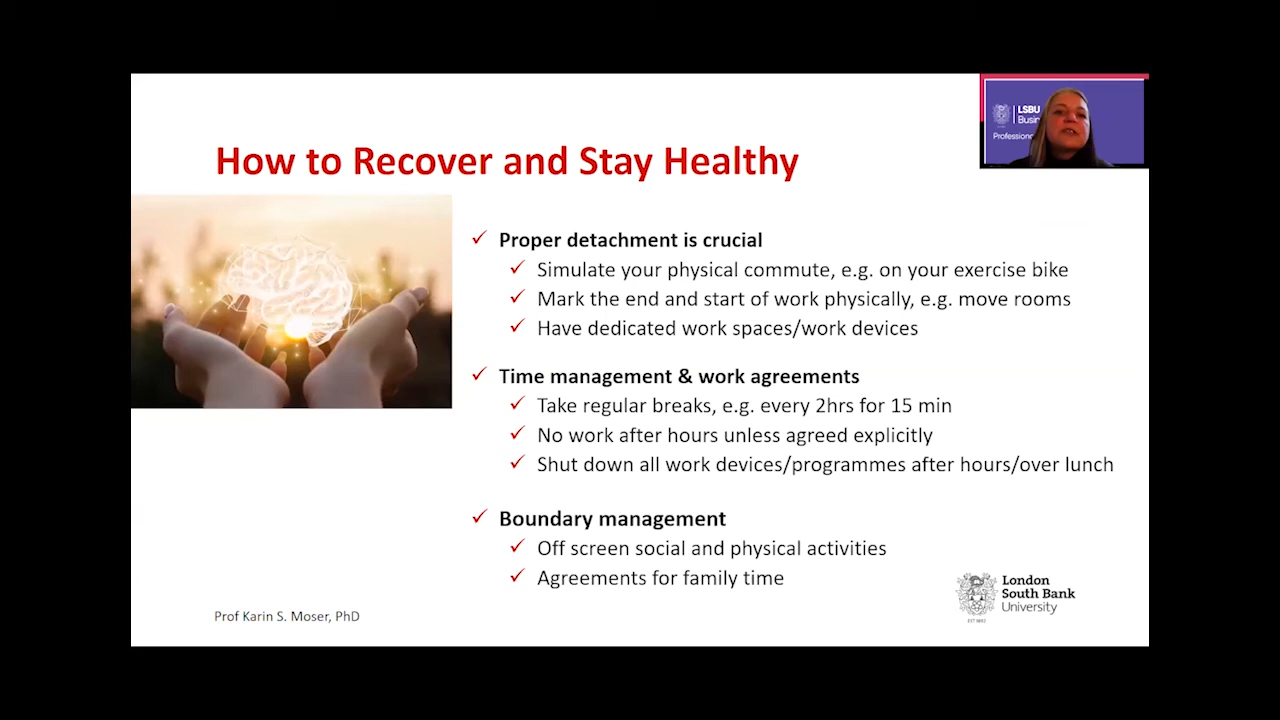 LSBU
How to Recover and Stay Healthy
Proper detachment is crucial
Simulate your physical commute, e.g. on your exercise bike
Mark the end and start of work physically, e.g. move rooms
Have dedicated work spaces/work devices
Time management & work agreements
Take regular breaks, e.g. every 2hrs for 15 min
No work after hours unless agreed explicitly
Shut down all work devices/programmes after hours/over lunch
Boundary management
Off screen social and physical activities
Agreements for family time
Prof Karin S. Moser, PhD
London
South Bank
University